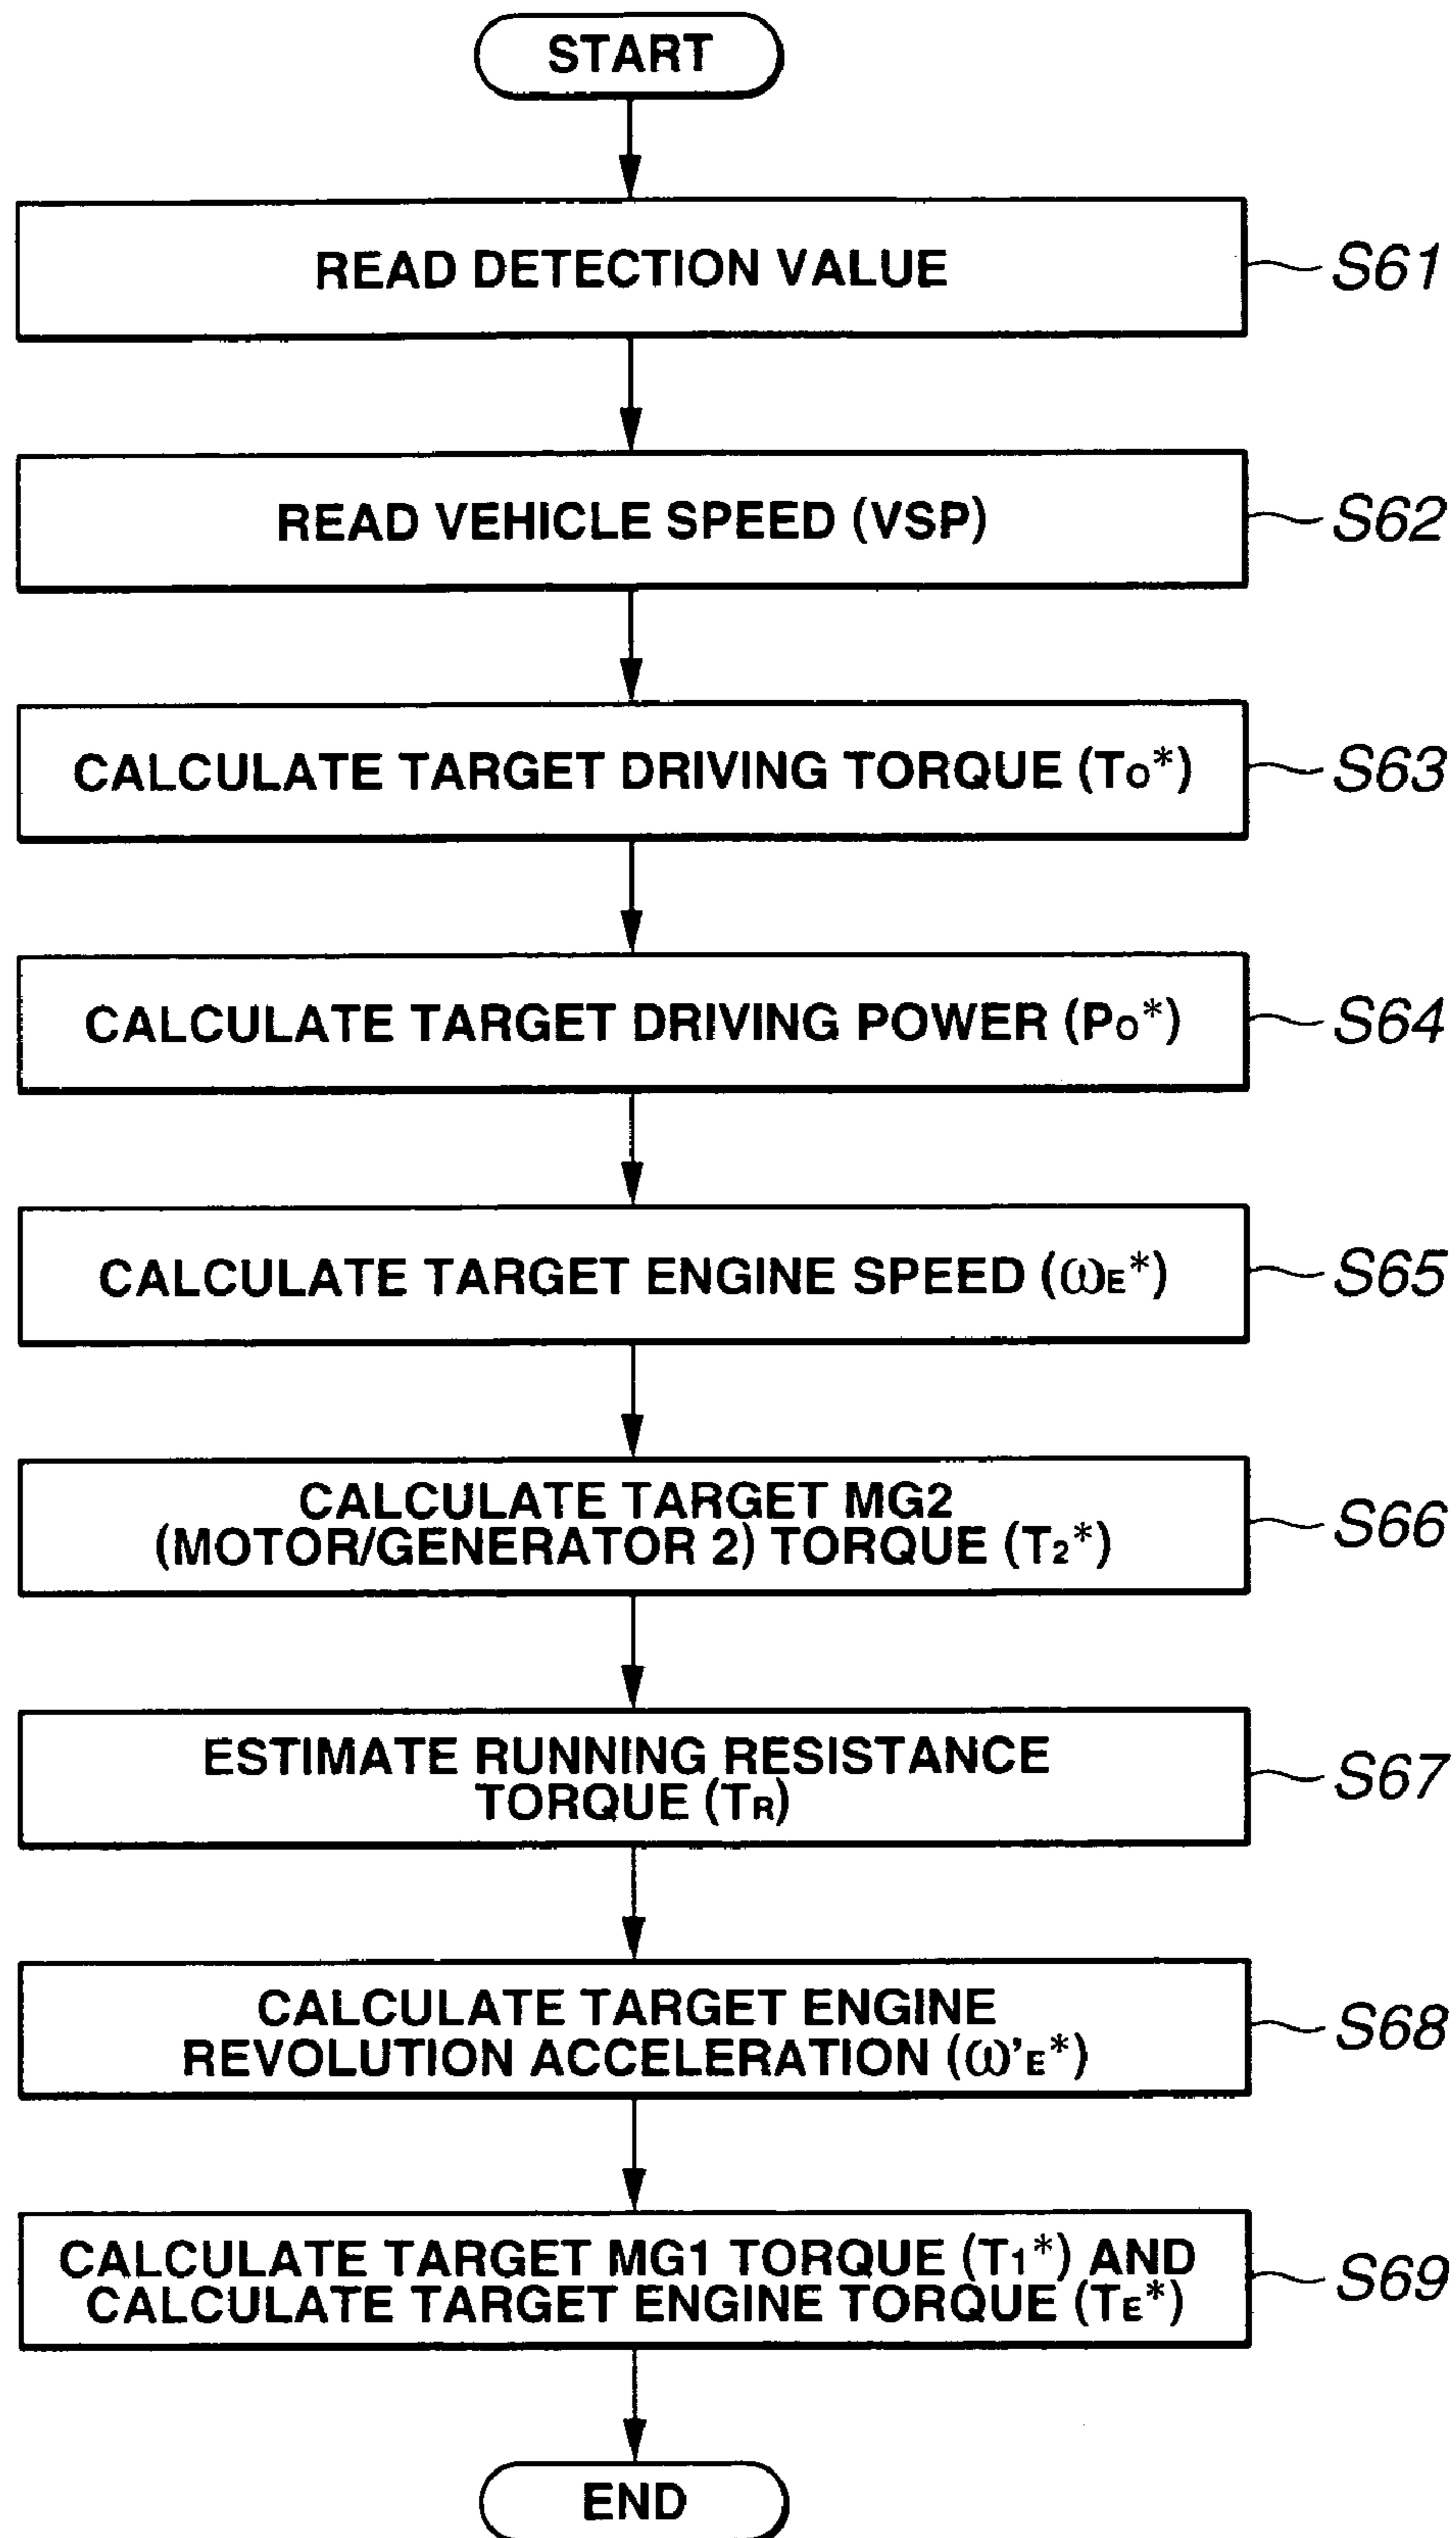 START
READ DETECTION VALUE
S61
READ VEHICLE SPEED (VSP)
S62
CALCULATE TARGET DRIVING TORQUE (To*)
S63
CALCULATE TARGET DRIVING POWER (Po*)
S64
CALCULATE TARGET ENGINE SPEED (ωE*)
S65
CALCULATE TARGET MG2
(MOTOR/GENERATOR 2) TORQUE (T2*)
S66
ESTIMATE RUNNING RESISTANCE
TORQUE (TR)
S67
CALCULATE TARGET ENGINE
REVOLUTION ACCELERATION (ω'E*)
S68
CALCULATE TARGET MG1 TORQUE (T1*) AND
CALCULATE TARGET ENGINE TORQUE (TE*)
S69
END